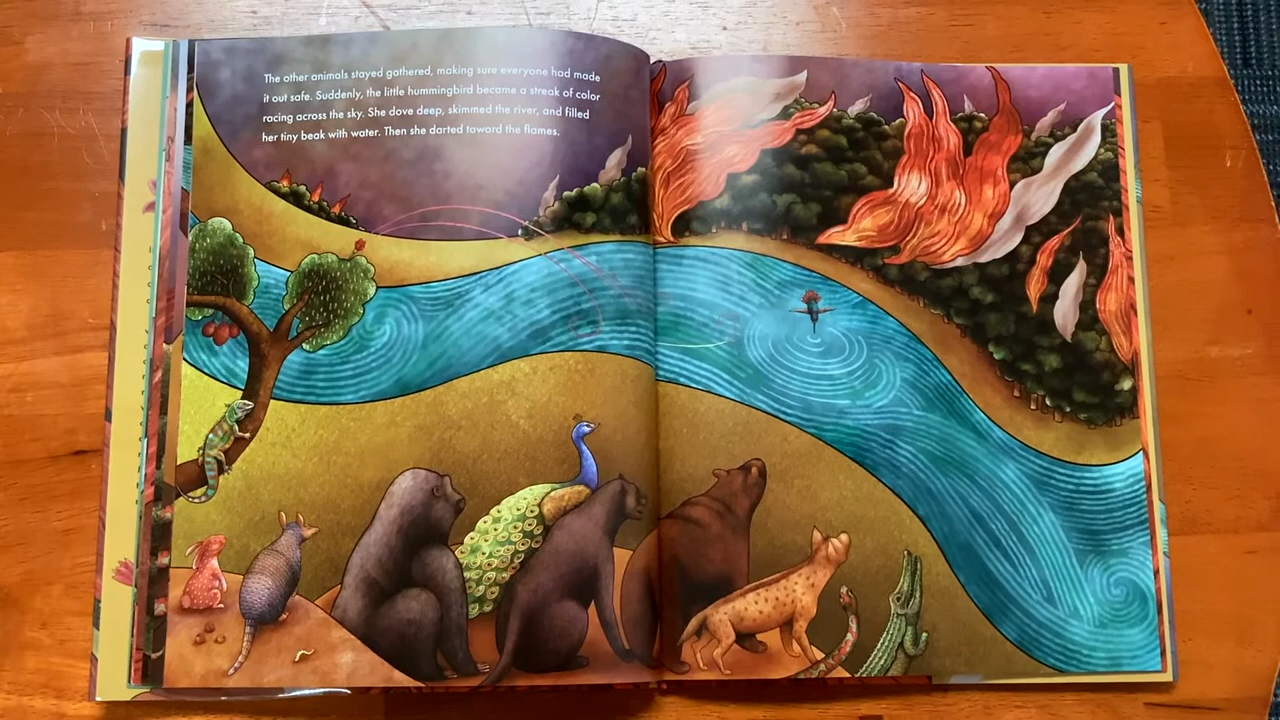 The other animals stayed gathered, making sure everyone had made
it out safe. Suddenly, the little hummingbird became a streak of color
racing across the sky. She dove deep, skimmed the river, and filled
her tiny beak with water. Then she darted toward the flames.